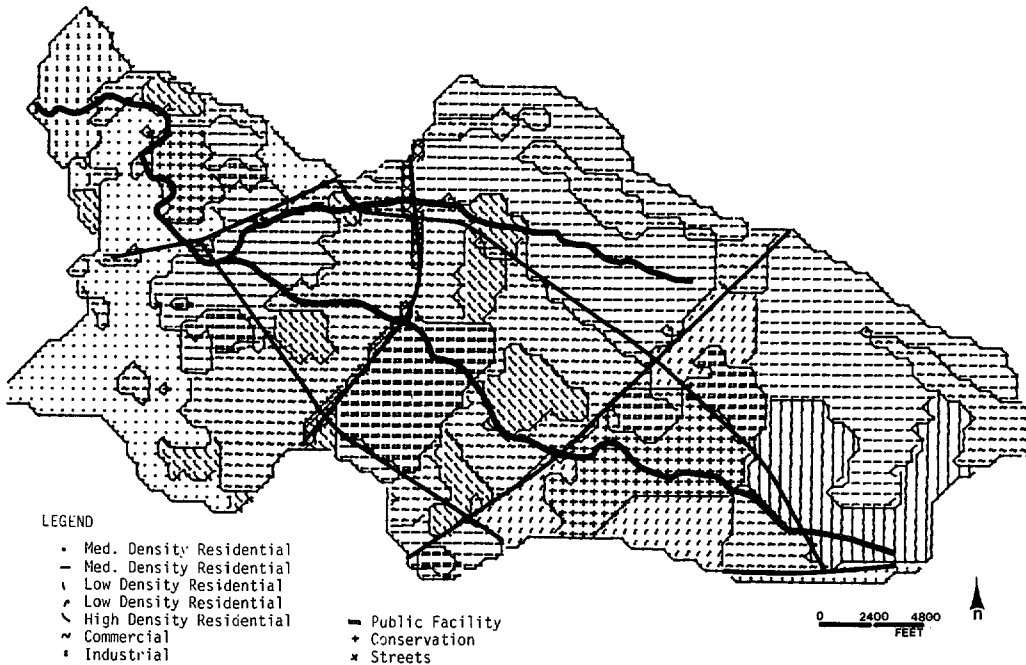 LEGEND
Med. Density Residential
Med. Density Residential
Low Density Residential
Low Density Residential
High Density Residential
Commercial
Industrial
Public Facility
Conservation
Streets
0 2400 4800
FEET
n